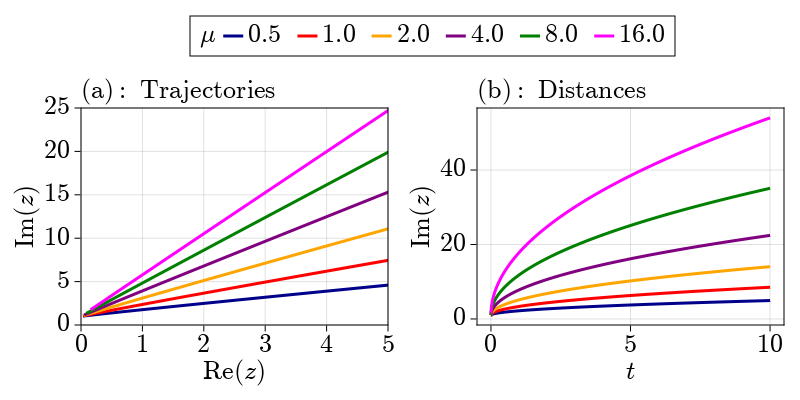 μ 0.5 1.0 2.0 4.0 8.0 16.0
(a) : Trajectories
Im(z)
25
20
15
10
5
0
0 1 2 3 4 5
Re(z)
(b) : Distances
Im(z)
40
20
0
0 5 10
t